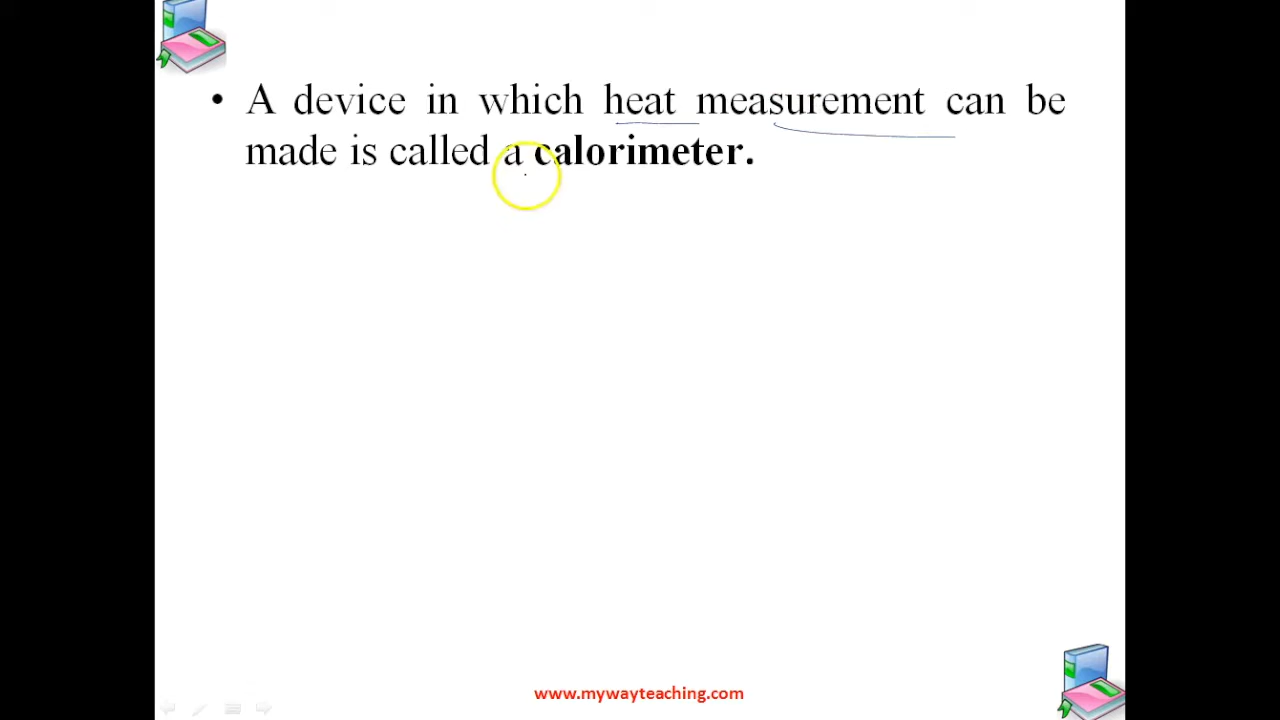 • A device in which heat measurement can be
made is called a calorimeter.
www.mywayteaching.com